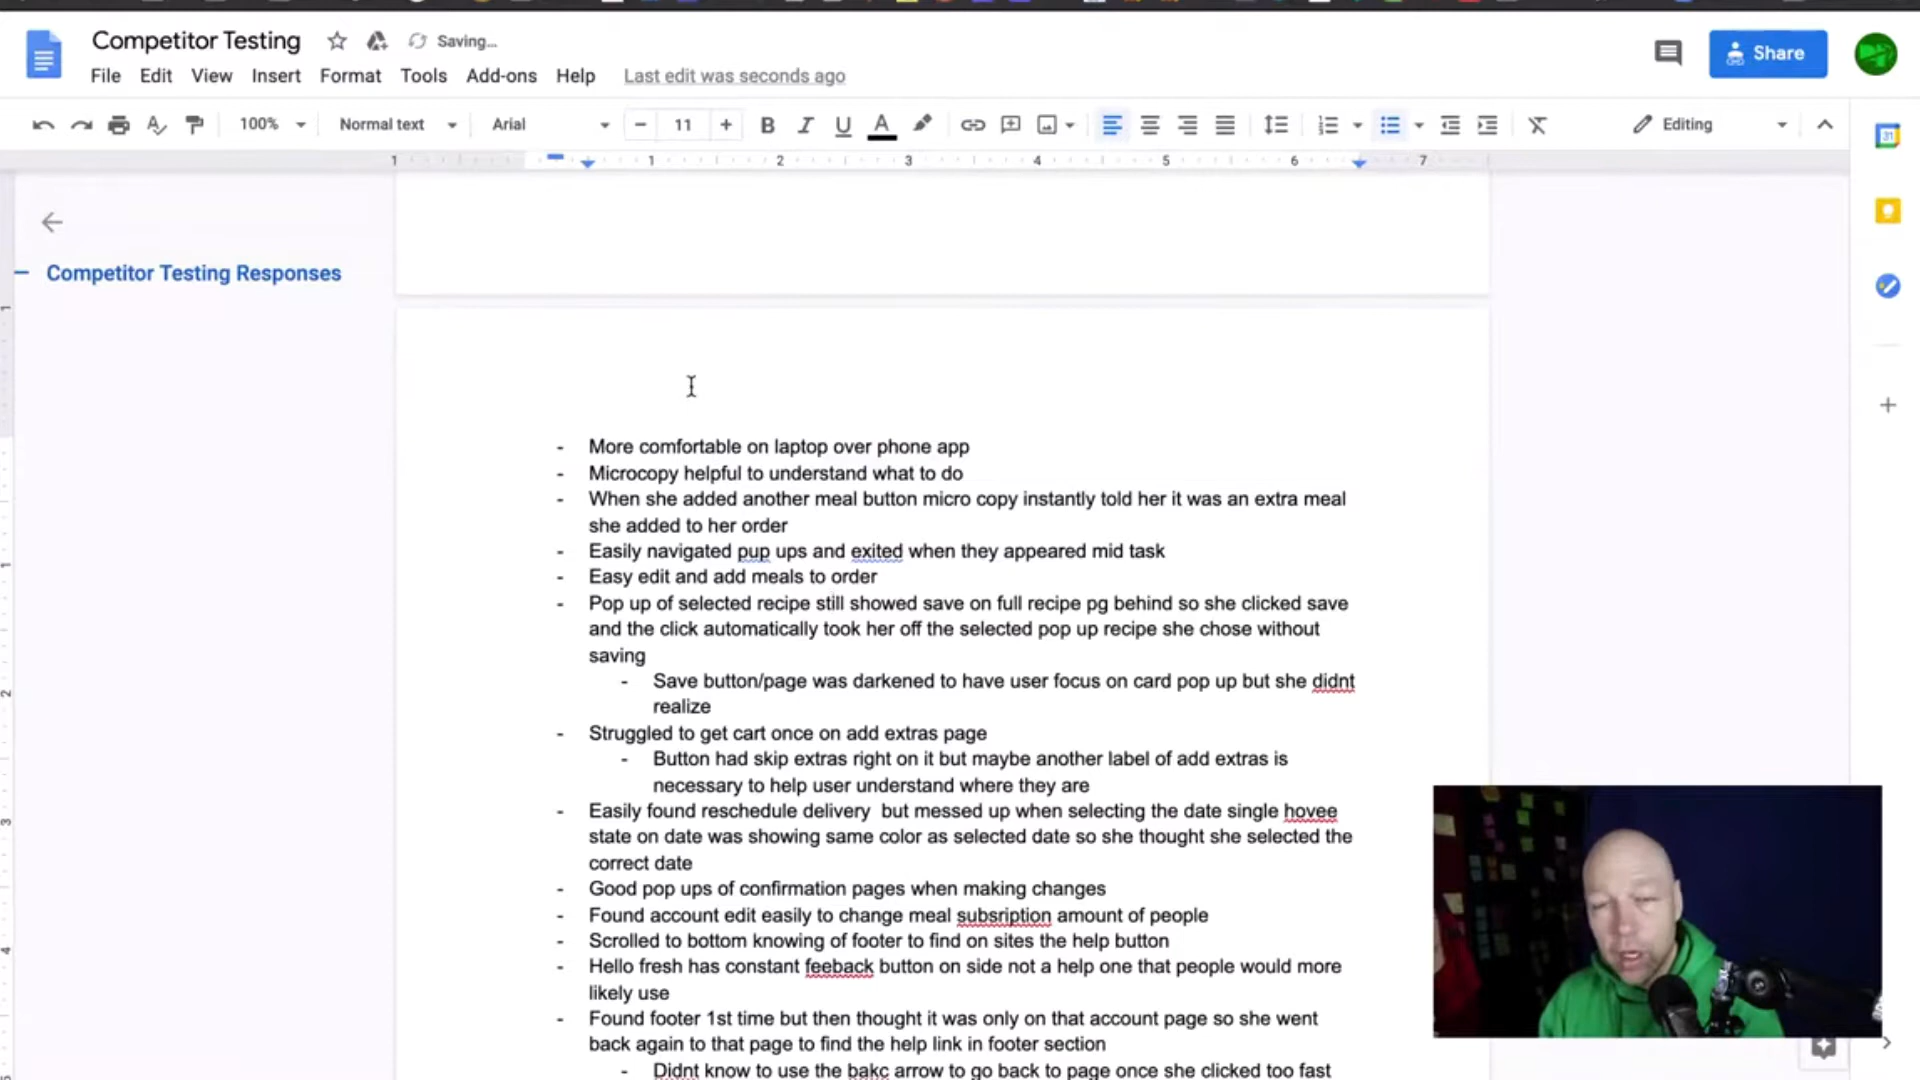 Competitor Testing
Saving...
Share
File Edit View Insert Format Tools Add-ons Help Last edit was seconds ago
100% Normal text Arial 11 Editing
1 1 2 3 4 5 6 7
Competitor Testing Responses
- More comfortable on laptop over phone app
- Microcopy helpful to understand what to do
- When she added another meal button micro copy instantly told her it was an extra meal
she added to her order
- Easily navigated pup ups and exited when they appeared mid task
- Easy edit and add meals to order
- Pop up of selected recipe still showed save on full recipe pg behind so she clicked save
and the click automatically took her off the selected pop up recipe she chose without
saving
- Save button/page was darkened to have user focus on card pop up but she didnt
realize
- Struggled to get cart once on add extras page
- Button had skip extras right on it but maybe another label of add extras is
necessary to help user understand where they are
- Easily found reschedule delivery  but messed up when selecting the date single hovee
state on date was showing same color as selected date so she thought she selected the
correct date
- Good pop ups of confirmation pages when making changes
- Found account edit easily to change meal subsription amount of people
- Scrolled to bottom knowing of footer to find on sites the help button
- Hello fresh has constant feeback button on side not a help one that people would more
likely use
- Found footer 1st time but then thought it was only on that account page so she went
back again to that page to find the help link in footer section
- Didnt know to use the bakc arrow to go back to page once she clicked too fast